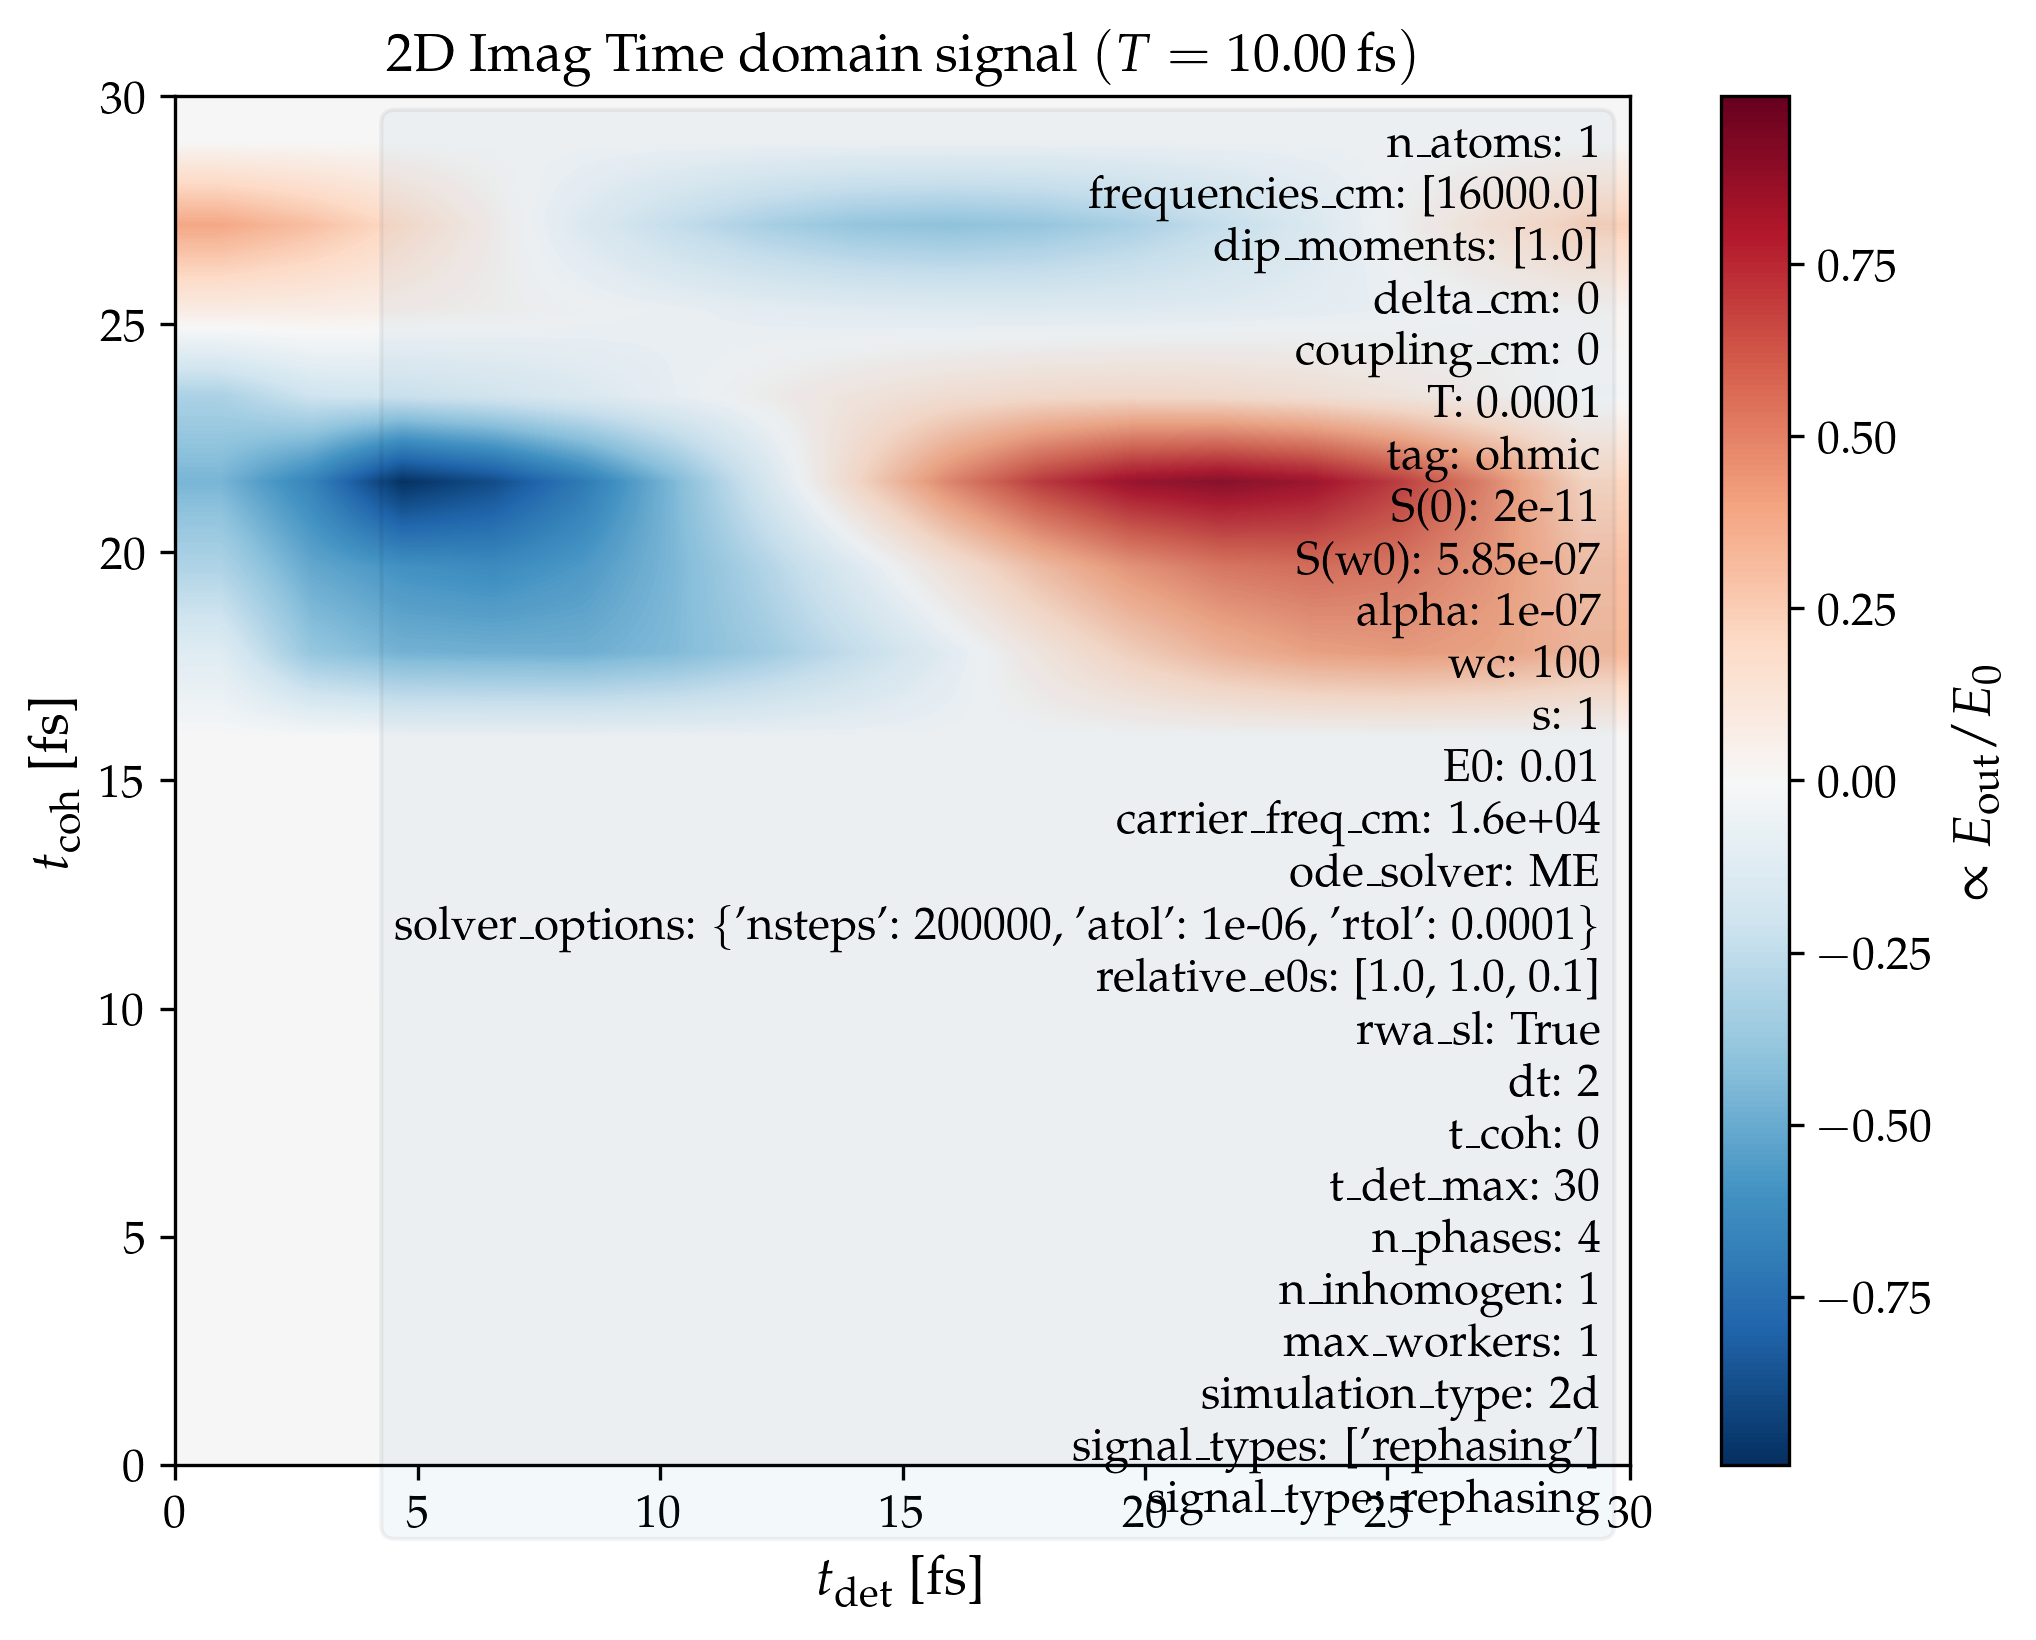 2D Imag Time domain signal (T = 10.00 fs)
30
25
20
15
10
5
0
t_coh [fs]
n_atoms: 1
frequencies_cm: [16000.0]
dip_moments: [1.0]
delta_cm: 0
coupling_cm: 0
T: 0.0001
tag: ohmic
S(0): 2e-11
S(w0): 5.85e-07
alpha: 1e-07
wc: 100
s: 1
E0: 0.01
carrier_freq_cm: 1.6e+04
ode_solver: ME
solver_options: {'nsteps': 200000, 'atol': 1e-06, 'rtol': 0.0001}
relative_e0s: [1.0, 1.0, 0.1]
rwa_sl: True
dt: 2
t_coh: 0
t_det_max: 30
n_phases: 4
n_inhomogen: 1
max_workers: 1
simulation_type: 2d
signal_types: ['rephasing']
signal_type: rephasing
0 5 10 15 20 25 30
t_det [fs]
0.75
0.50
0.25
0.00
−0.25
−0.50
−0.75
∝ E_out/E_0